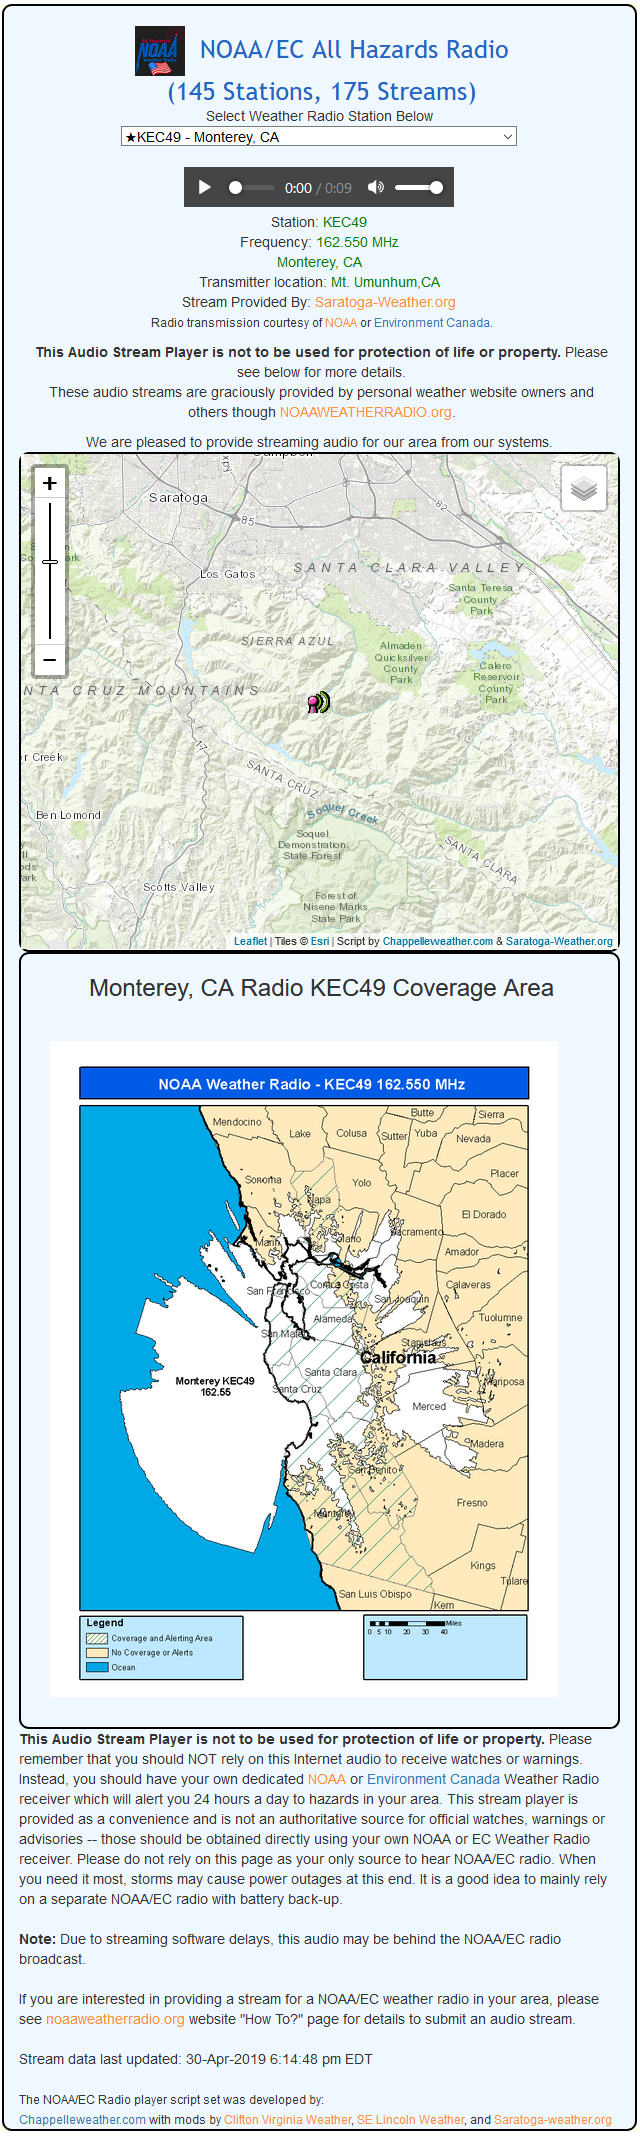 NOAA
NOAA/EC All Hazards Radio
(145 Stations, 175 Streams)
Select Weather Radio Station Below
★KEC49 - Monterey, CA
0:00 / 0:09
Station: KEC49
Frequency: 162.550 MHz
Monterey, CA
Transmitter location: Mt. Umunhum,CA
Stream Provided By: Saratoga-Weather.org
Radio transmission courtesy of NOAA or Environment Canada.
This Audio Stream Player is not to be used for protection of life or property. Please
see below for more details.
These audio streams are graciously provided by personal weather website owners and
others though NOAAWEATHERRADIO.org.
We are pleased to provide streaming audio for our area from our systems.
+
Saratoga
85
82
Los Gatos
SANTA CLARA VALLEY
Santa Teresa
County
Park
SIERRA AZUL
Almaden
Quicksilver
County
Park
Calero
Reservoir
County
Park
NTA CRUZ MOUNTAINS
−
17
er Creek
SANTA CRUZ
Ben Lomond
Soquel Creek
Soquel
Demonstration
State Forest
SANTA CLARA
Scotts Valley
Forest of
Nisene Marks
State Park
Leaflet | Tiles © Esri | Script by Chappelleweather.com & Saratoga-Weather.org
Monterey, CA Radio KEC49 Coverage Area
NOAA Weather Radio - KEC49 162.550 MHz
Mendocino
Lake
Colusa
Butte
Sierra
Sutter
Yuba
Nevada
Placer
Sonoma
Napa
Yolo
El Dorado
Marin
Solano
Sacramento
Amador
San Francisco
Contra Costa
San Joaquin
Calaveras
Alameda
Tuolumne
San Mateo
Stanislaus
California
Monterey KEC49
162.55
Santa Clara
Santa Cruz
Mariposa
Merced
Madera
San Benito
Monterey
Fresno
Kings
Tulare
San Luis Obispo
Kern
Legend
Coverage and Alerting Area
No Coverage or Alerts
Ocean
Miles
0 5 10 20 30 40
This Audio Stream Player is not to be used for protection of life or property. Please
remember that you should NOT rely on this Internet audio to receive watches or warnings.
Instead, you should have your own dedicated NOAA or Environment Canada Weather Radio
receiver which will alert you 24 hours a day to hazards in your area. This stream player is
provided as a convenience and is not an authoritative source for official watches, warnings or
advisories -- those should be obtained directly using your own NOAA or EC Weather Radio
receiver. Please do not rely on this page as your only source to hear NOAA/EC radio. When
you need it most, storms may cause power outages at this end. It is a good idea to mainly rely
on a separate NOAA/EC radio with battery back-up.
Note: Due to streaming software delays, this audio may be behind the NOAA/EC radio
broadcast.
If you are interested in providing a stream for a NOAA/EC weather radio in your area, please
see noaaweatherradio.org website "How To?" page for details to submit an audio stream.
Stream data last updated: 30-Apr-2019 6:14:48 pm EDT
The NOAA/EC Radio player script set was developed by:
Chappelleweather.com with mods by Clifton Virginia Weather, SE Lincoln Weather, and Saratoga-weather.org